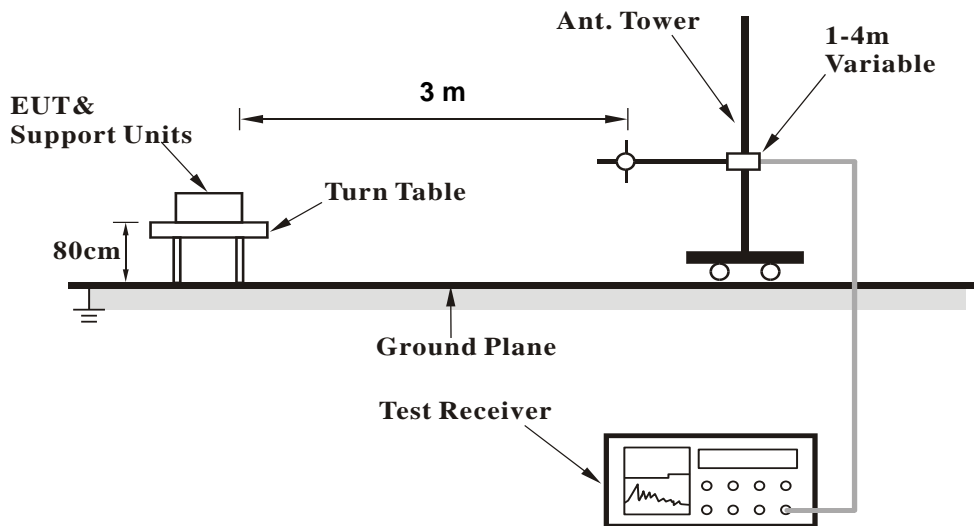 Ant. Tower
1-4m
Variable
3 m
EUT&
Support Units
Turn Table
80cm
Ground Plane
Test Receiver